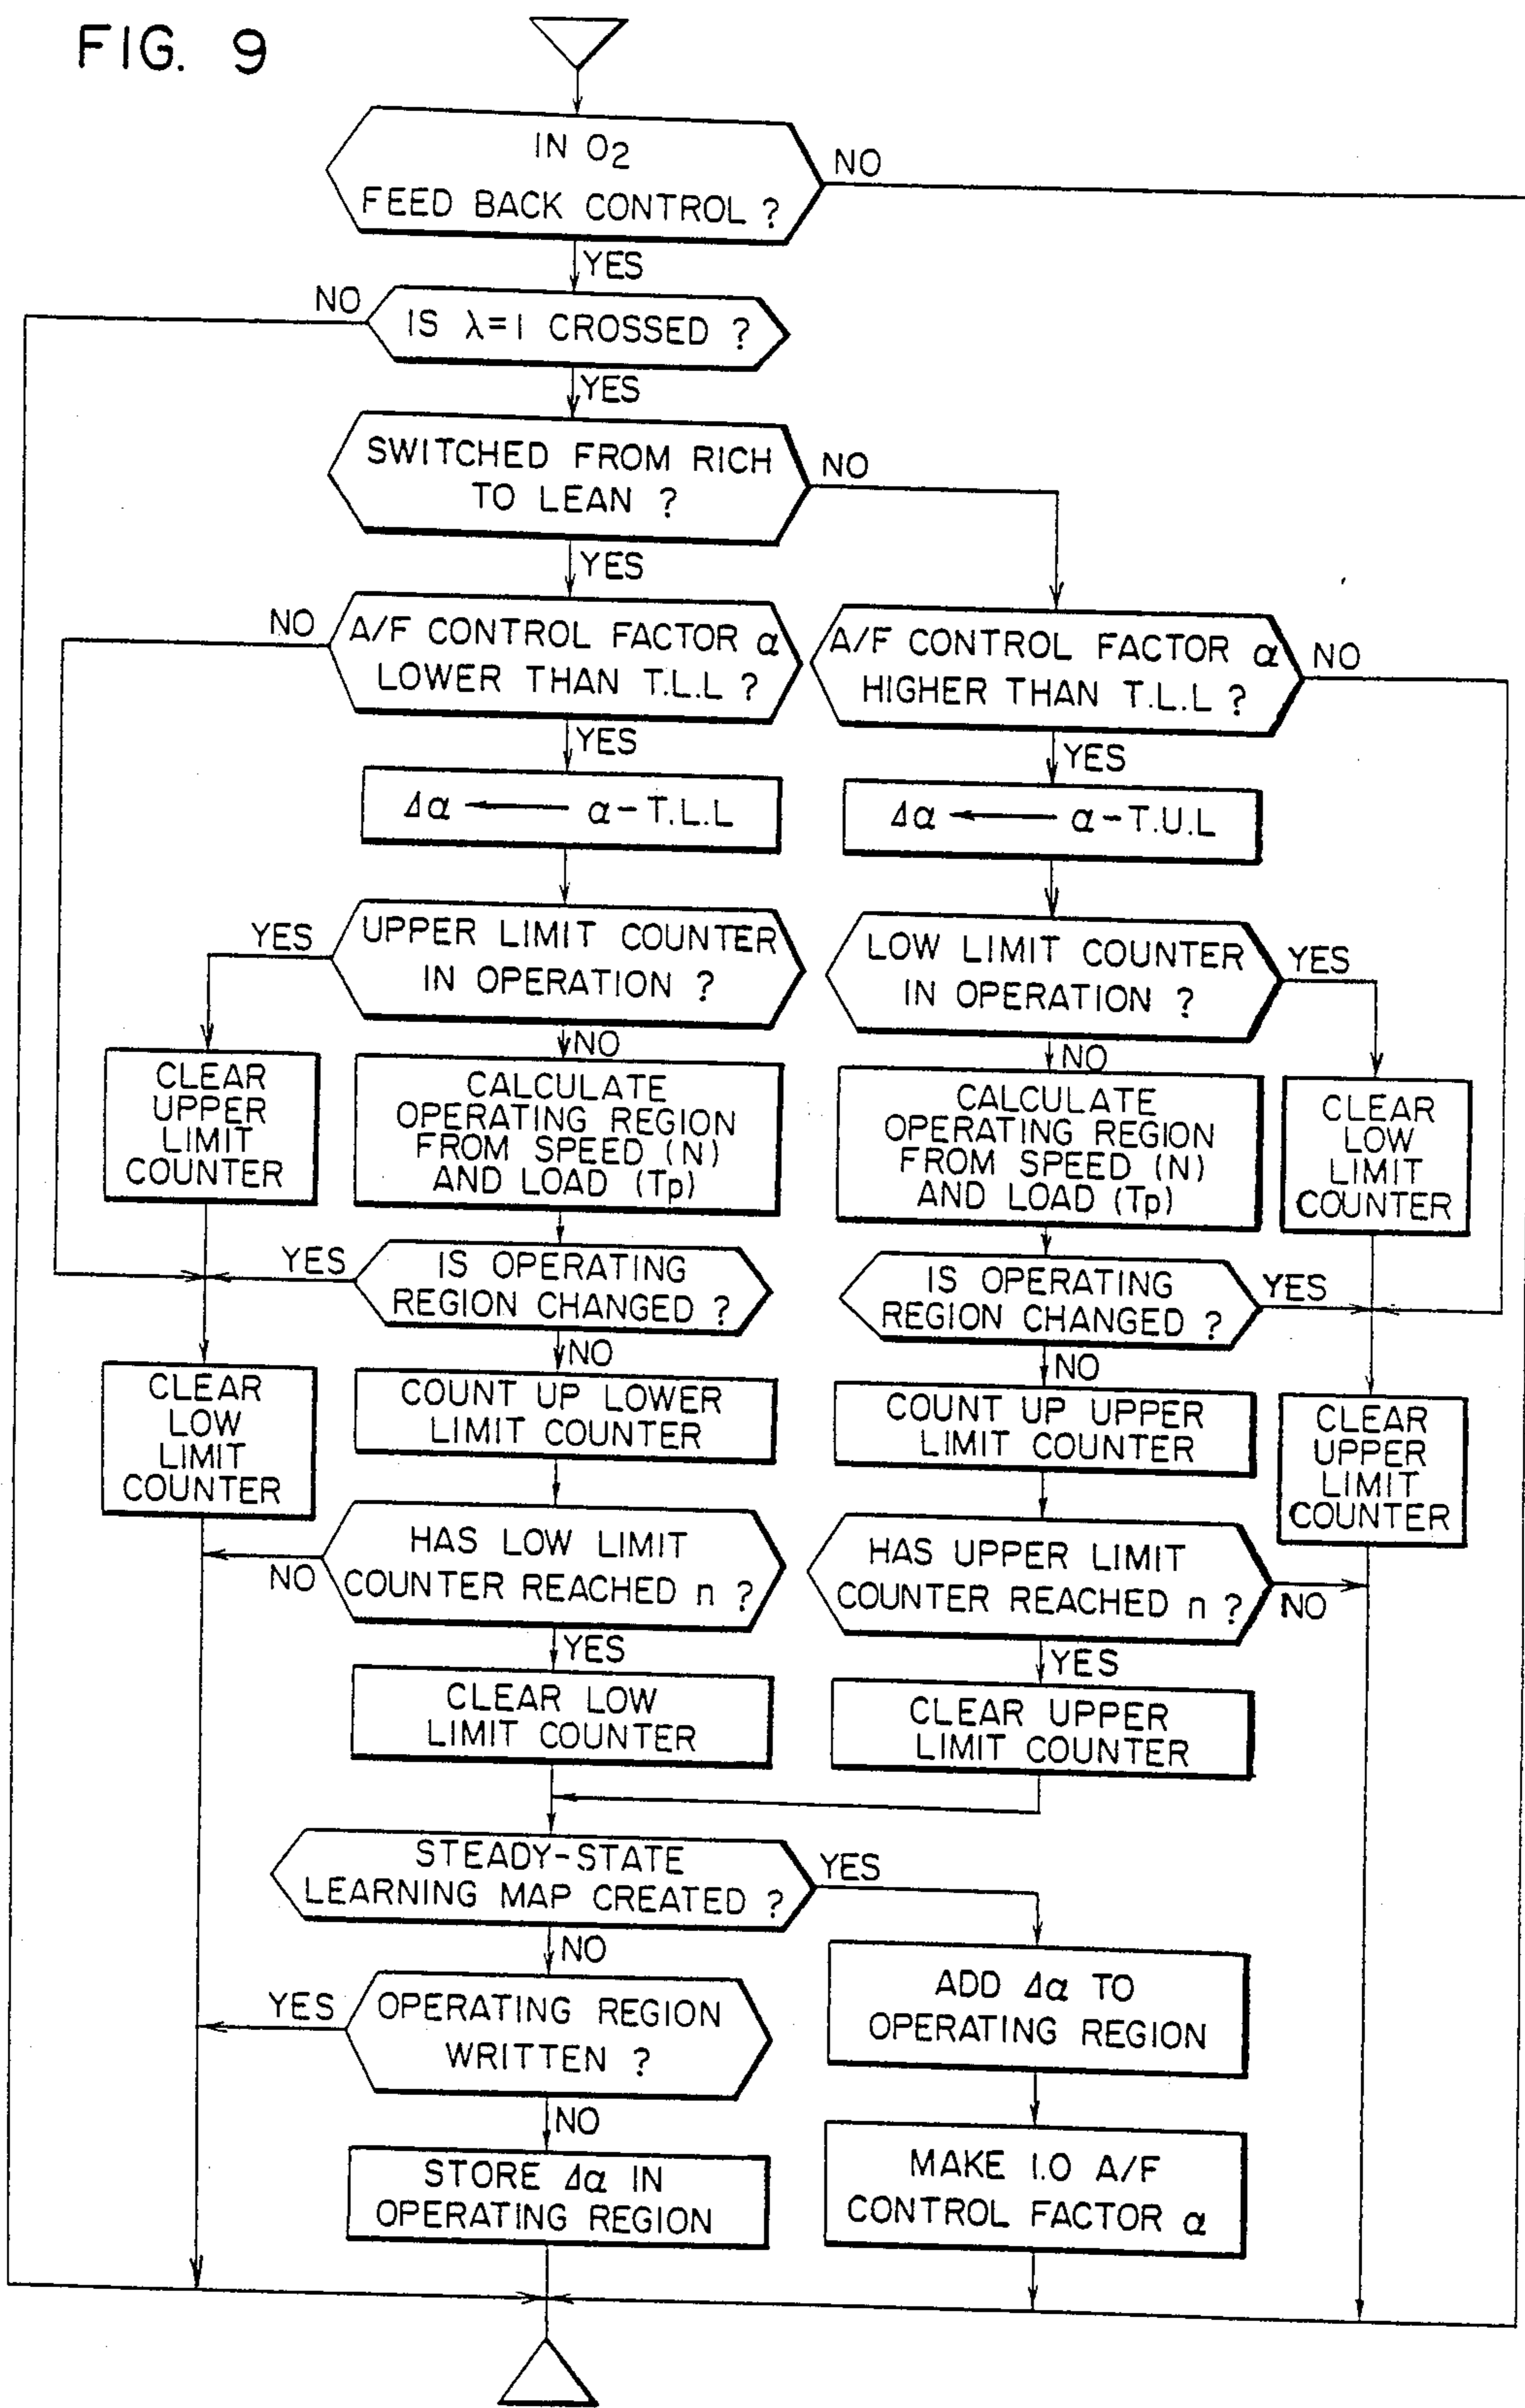 FIG. 9
IN O2
FEED BACK CONTROL ?
NO
YES
NO
IS λ=1 CROSSED ?
YES
SWITCHED FROM RICH
TO LEAN ?
NO
YES
NO
A/F CONTROL FACTOR α
LOWER THAN T.L.L ?
A/F CONTROL FACTOR α
HIGHER THAN T.L.L ?
NO
YES
YES
Δα ← α-T.L.L
Δα ← α-T.U.L
YES
UPPER LIMIT COUNTER
IN OPERATION ?
LOW LIMIT COUNTER
IN OPERATION ?
YES
NO
NO
CLEAR
UPPER
LIMIT
COUNTER
CALCULATE
OPERATING REGION
FROM SPEED (N)
AND LOAD (Tp)
CALCULATE
OPERATING REGION
FROM SPEED (N)
AND LOAD (Tp)
CLEAR
LOW
LIMIT
COUNTER
YES
IS OPERATING
REGION CHANGED ?
IS OPERATING
REGION CHANGED ?
YES
NO
NO
CLEAR
LOW
LIMIT
COUNTER
COUNT UP LOWER
LIMIT COUNTER
COUNT UP UPPER
LIMIT COUNTER
CLEAR
UPPER
LIMIT
COUNTER
NO
HAS LOW LIMIT
COUNTER REACHED n ?
HAS UPPER LIMIT
COUNTER REACHED n ?
NO
YES
YES
CLEAR LOW
LIMIT COUNTER
CLEAR UPPER
LIMIT COUNTER
STEADY-STATE
LEARNING MAP CREATED ?
YES
NO
YES
OPERATING REGION
WRITTEN ?
ADD Δα TO
OPERATING REGION
NO
STORE Δα IN
OPERATING REGION
MAKE 1.0 A/F
CONTROL FACTOR α